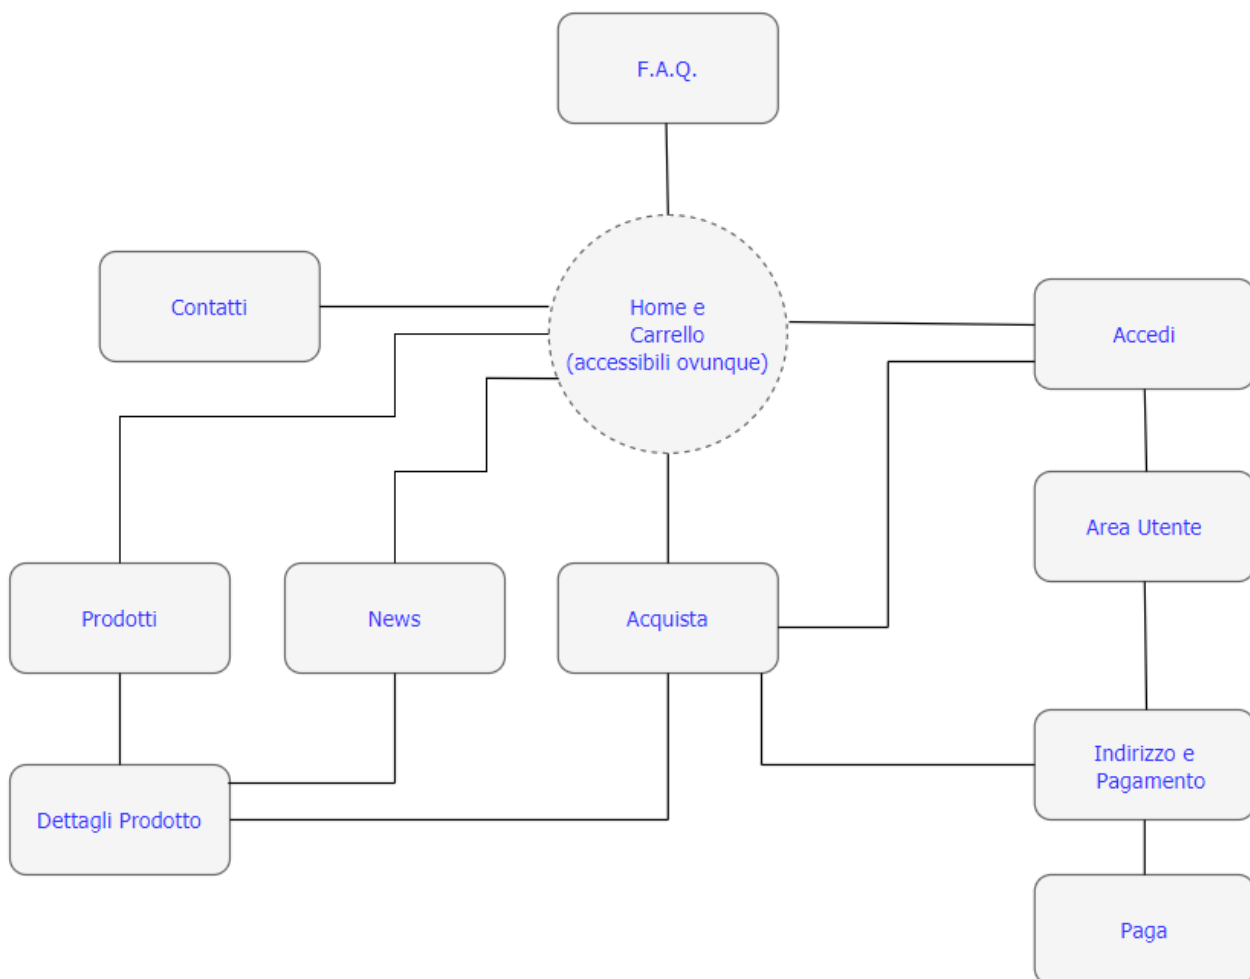 F.A.Q.
Contatti
Home e
Carrello
(accessibili ovunque)
Accedi
Area Utente
Prodotti
News
Acquista
Indirizzo e
Pagamento
Dettagli Prodotto
Paga